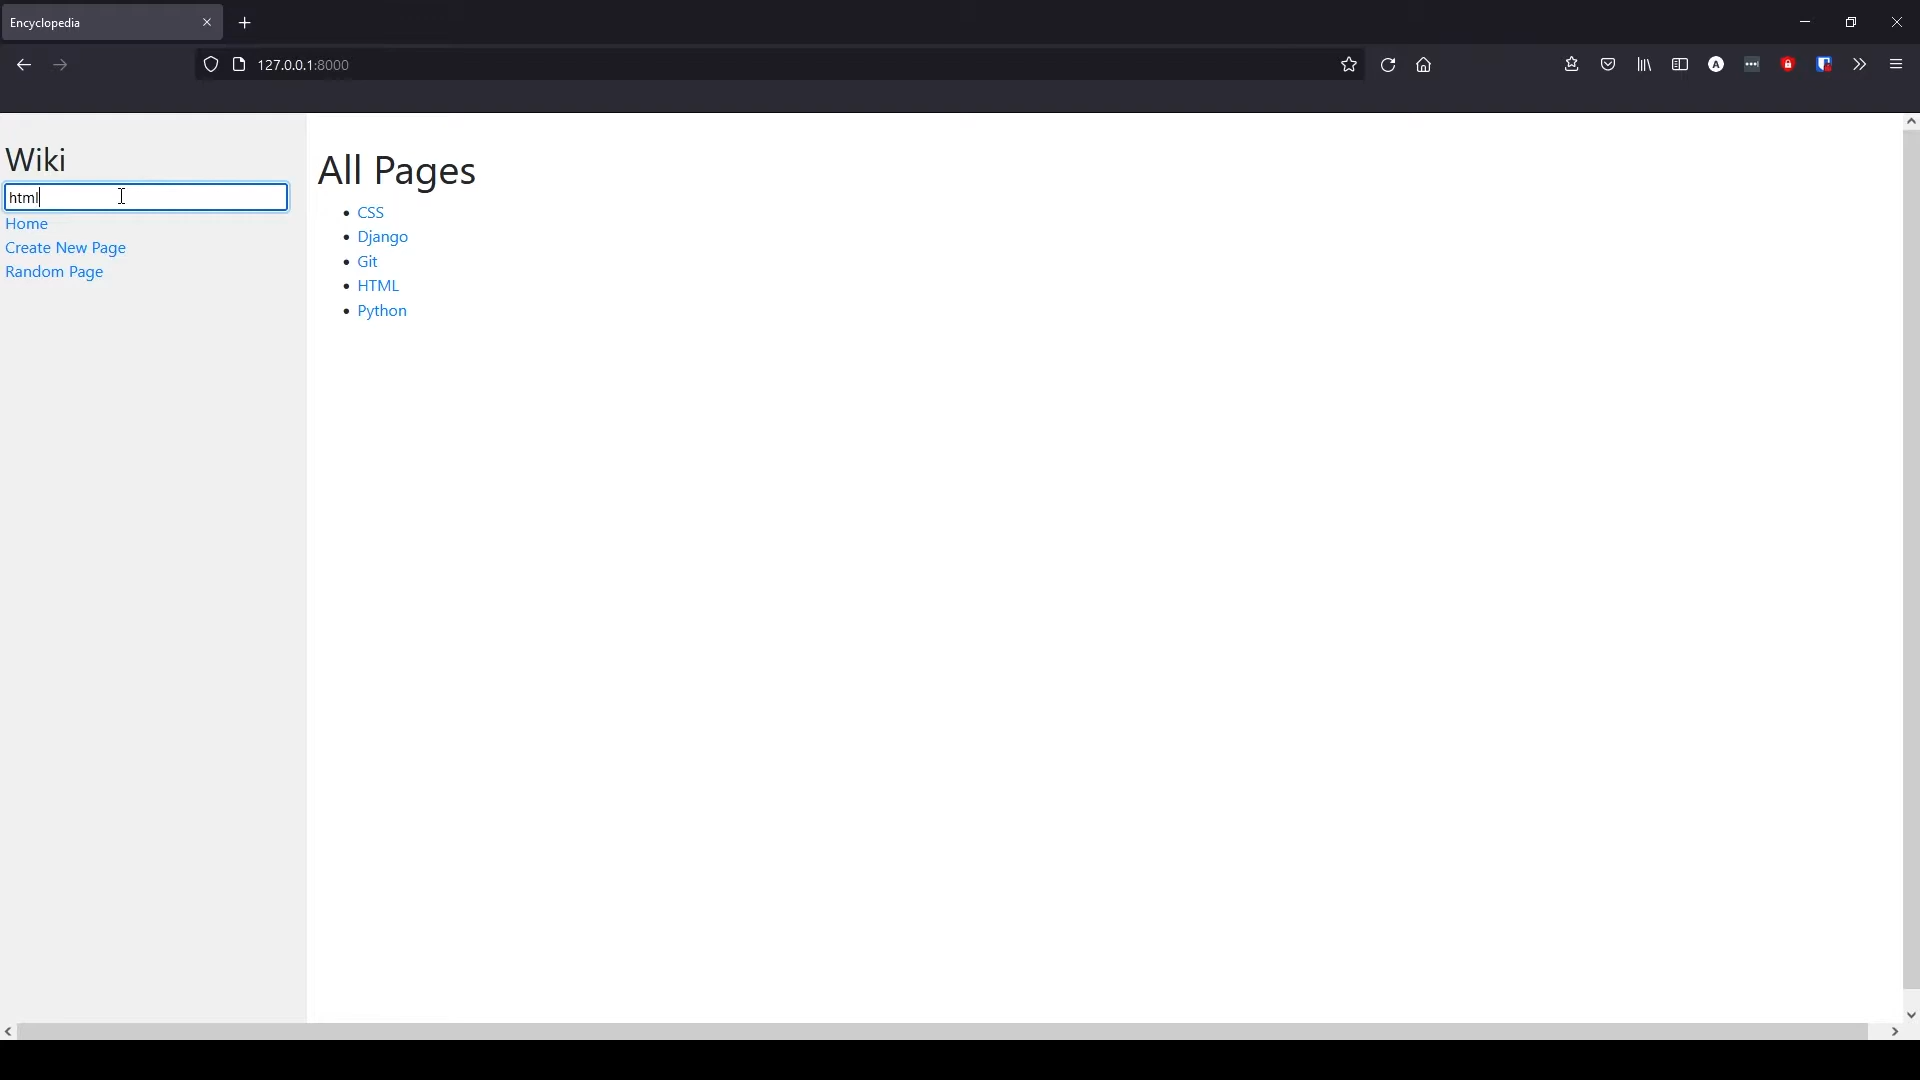 Encyclopedia
127.0.0.1:8000
Wiki
html
Home
Create New Page
Random Page
All Pages
CSS
Django
Git
HTML
Python